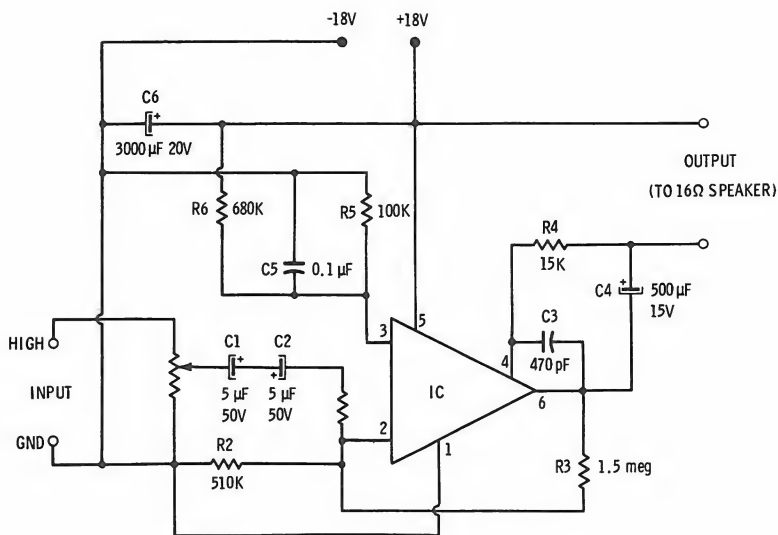 -18V
+18V
C6
+
3000 µF 20V
OUTPUT
(TO 16Ω SPEAKER)
R6
680K
R5
100K
R4
15K
C5
0.1 µF
+
C4
500 µF
15V
C3
470 pF
3
5
4
HIGH
C1
C2
+
+
IC
6
INPUT
5 µF
50V
5 µF
50V
2
1
GND
R2
510K
R3
1.5 meg